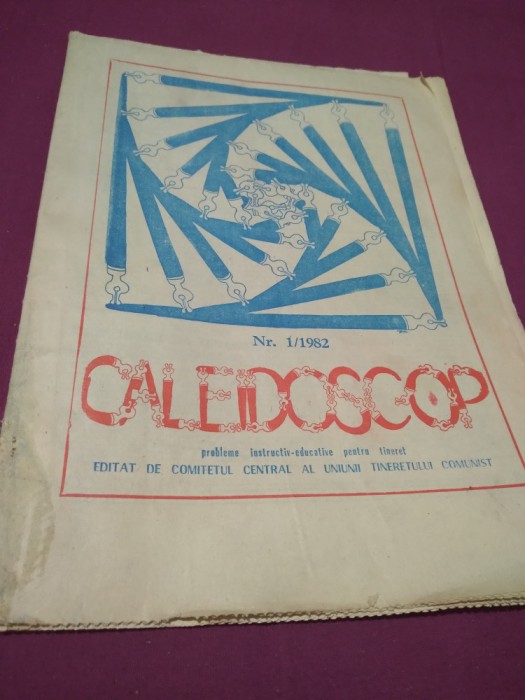 Nr. 1/1982
CALEIDOSCOP
probleme instructiv-educative pentru tineret
EDITAT DE COMITETUL CENTRAL AL UNIUNII TINERETULUI COMUNIST